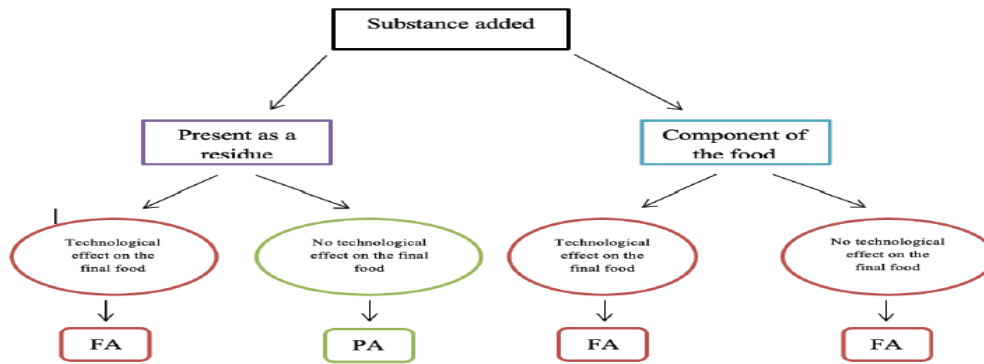 Substance added
Present as a
residue
Component of
the food
Technological
effect on the
final food
No technological
effect on the final
food
Technological
effect on the
final food
No technological
effect on the
final food
FA
PA
FA
FA